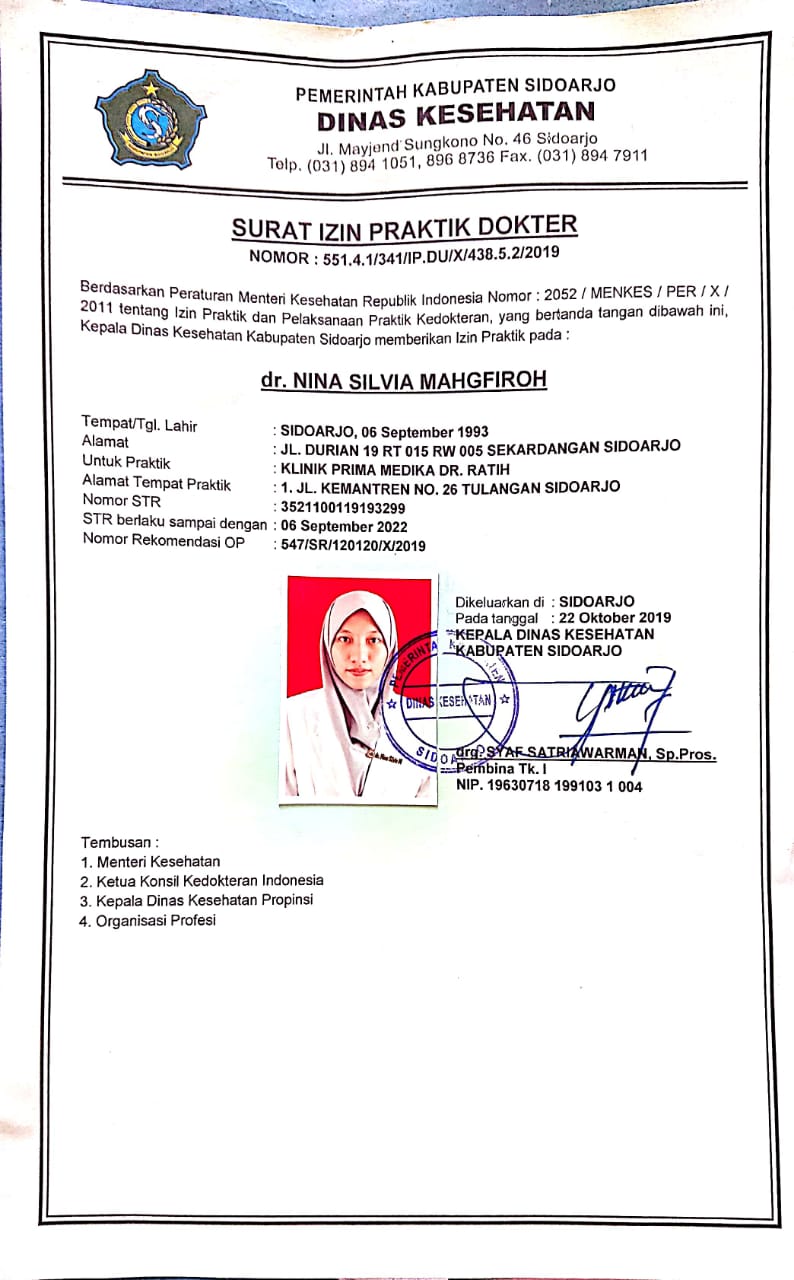 PEMERINTAH KABUPATEN SIDOARJO
DINAS KESEHATAN
Jl. Mayjend Sungkono No. 46 Sidoarjo
Telp. (031) 894 1051, 896 8736 Fax. (031) 894 7911
SURAT IZIN PRAKTIK DOKTER
NOMOR : 551.4.1/341/IP.DU/X/438.5.2/2019
Berdasarkan Peraturan Menteri Kesehatan Republik Indonesia Nomor : 2052 / MENKES / PER / X /
2011 tentang Izin Praktik dan Pelaksanaan Praktik Kedokteran, yang bertanda tangan dibawah ini,
Kepala Dinas Kesehatan Kabupaten Sidoarjo memberikan Izin Praktik pada :
dr. NINA SILVIA MAHGFIROH
Tempat/Tgl. Lahir : SIDOARJO, 06 September 1993
Alamat : JL. DURIAN 19 RT 015 RW 005 SEKARDANGAN SIDOARJO
Untuk Praktik : KLINIK PRIMA MEDIKA DR. RATIH
Alamat Tempat Praktik : 1. JL. KEMANTREN NO. 26 TULANGAN SIDOARJO
Nomor STR : 3521100119193299
STR berlaku sampai dengan : 06 September 2022
Nomor Rekomendasi OP : 547/SR/120120/X/2019
Dikeluarkan di : SIDOARJO
Pada tanggal : 22 Oktober 2019
KEPALA DINAS KESEHATAN
KABUPATEN SIDOARJO
DINAS KESEHATAN
drg. SYAF SATRIAWARMAN, Sp.Pros.
Pembina Tk. I
NIP. 19630718 199103 1 004
Tembusan :
1. Menteri Kesehatan
2. Ketua Konsil Kedokteran Indonesia
3. Kepala Dinas Kesehatan Propinsi
4. Organisasi Profesi